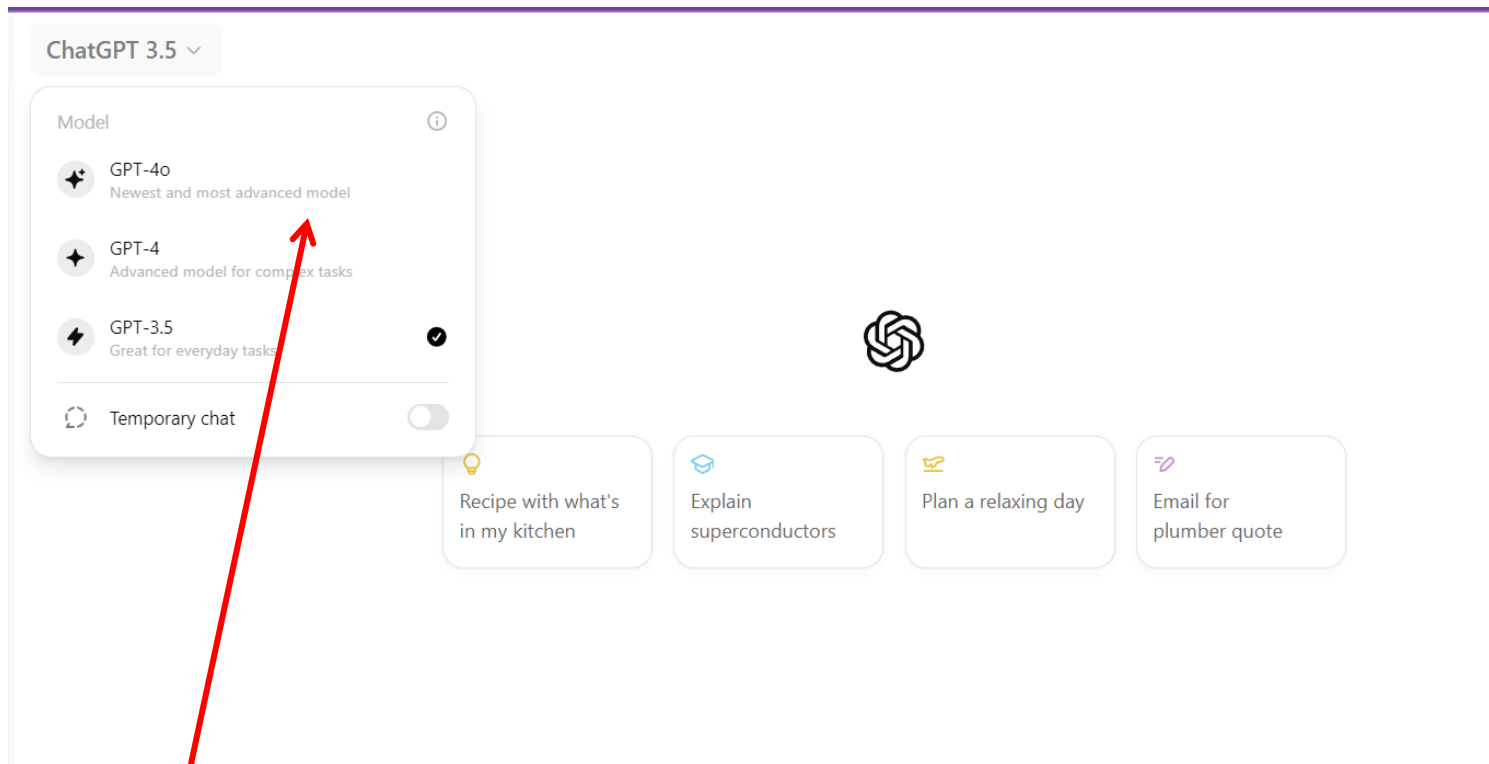 ChatGPT 3.5
Model
GPT-4o
Newest and most advanced model
GPT-4
Advanced model for complex tasks
GPT-3.5
Great for everyday tasks
Temporary chat
Recipe with what's
in my kitchen
Explain
superconductors
Plan a relaxing day
Email for
plumber quote